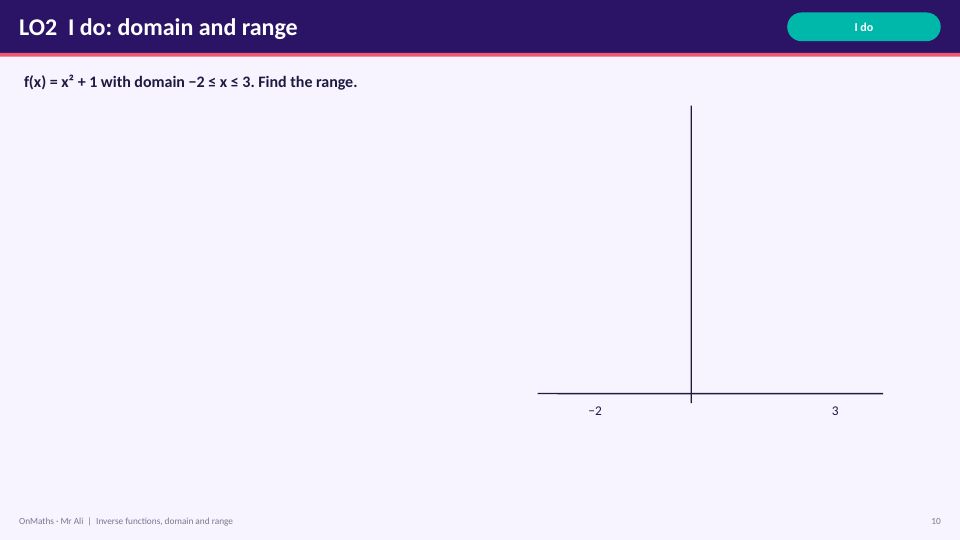 LO2  I do: domain and range
I do
f(x) = x² + 1 with domain −2 ≤ x ≤ 3. Find the range.
−2
3
OnMaths - Mr Ali  |  Inverse functions, domain and range
10